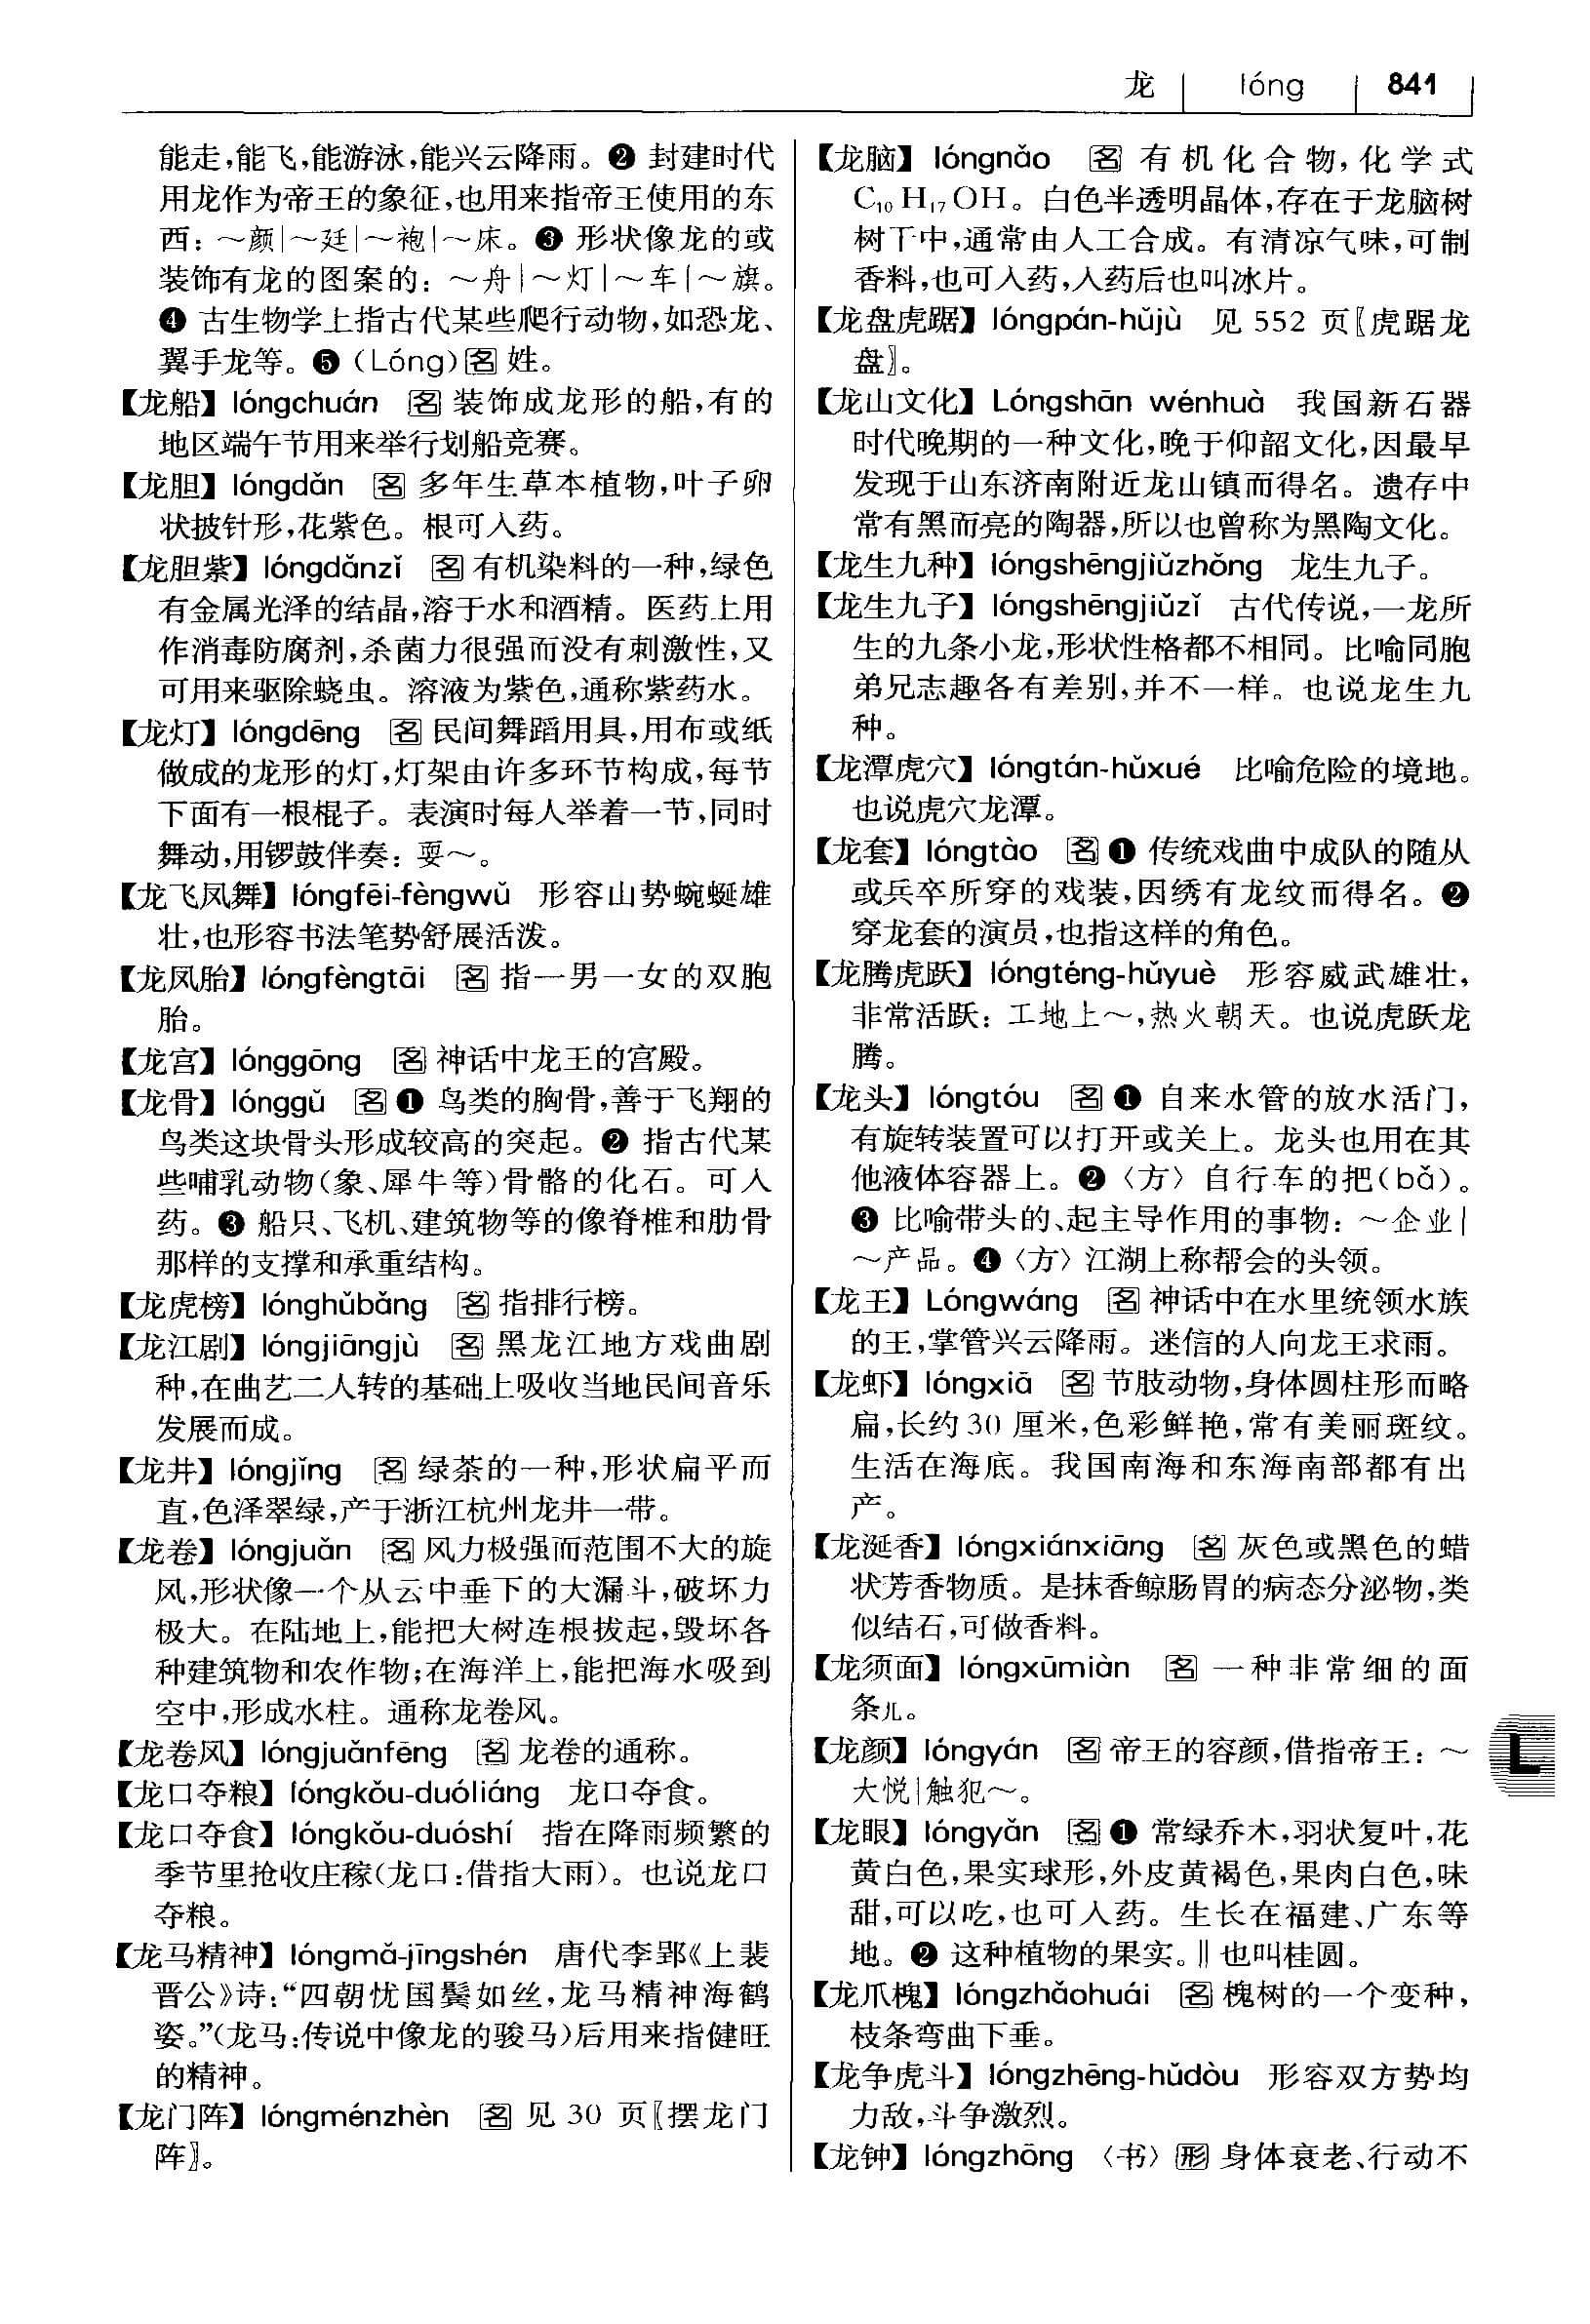 龙 lóng 841
能走,能飞,能游泳,能兴云降雨。❷ 封建时代
用龙作为帝王的象征,也用来指帝王使用的东
西：～颜|～廷|～袍|～床。❸ 形状像龙的或
装饰有龙的图案的：～舟|～灯|～车|～旗。
❹ 古生物学上指古代某些爬行动物,如恐龙、
翼手龙等。❺（Lóng）名 姓。
【龙船】lóngchuán 名 装饰成龙形的船,有的
地区端午节用来举行划船竞赛。
【龙胆】lóngdǎn 名 多年生草本植物,叶子卵
状披针形,花紫色。根可入药。
【龙胆紫】lóngdǎnzǐ 名 有机染料的一种,绿色
有金属光泽的结晶,溶于水和酒精。医药上用
作消毒防腐剂,杀菌力很强而没有刺激性,又
可用来驱除蛲虫。溶液为紫色,通称紫药水。
【龙灯】lóngdēng 名 民间舞蹈用具,用布或纸
做成的龙形的灯,灯架由许多环节构成,每节
下面有一根棍子。表演时每人举着一节,同时
舞动,用锣鼓伴奏：耍～。
【龙飞凤舞】lóngfēi-fèngwǔ 形容山势蜿蜒雄
壮,也形容书法笔势舒展活泼。
【龙凤胎】lóngfèngtāi 名 指一男一女的双胞
胎。
【龙宫】lónggōng 名 神话中龙王的宫殿。
【龙骨】lónggǔ 名 ❶ 鸟类的胸骨,善于飞翔的
鸟类这块骨头形成较高的突起。❷ 指古代某
些哺乳动物（象、犀牛等）骨骼的化石。可入
药。❸ 船只、飞机、建筑物等的像脊椎和肋骨
那样的支撑和承重结构。
【龙虎榜】lónghǔbǎng 名 指排行榜。
【龙江剧】lóngjiāngjù 名 黑龙江地方戏曲剧
种,在曲艺二人转的基础上吸收当地民间音乐
发展而成。
【龙井】lóngjǐng 名 绿茶的一种,形状扁平而
直,色泽翠绿,产于浙江杭州龙井一带。
【龙卷】lóngjuǎn 名 风力极强而范围不大的旋
风,形状像一个从云中垂下的大漏斗,破坏力
极大。在陆地上,能把大树连根拔起,毁坏各
种建筑物和农作物;在海洋上,能把海水吸到
空中,形成水柱。通称龙卷风。
【龙卷风】lóngjuǎnfēng 名 龙卷的通称。
【龙口夺粮】lóngkǒu-duóliáng 龙口夺食。
【龙口夺食】lóngkǒu-duóshí 指在降雨频繁的
季节里抢收庄稼（龙口：借指大雨）。也说龙口
夺粮。
【龙马精神】lóngmǎ-jīngshén 唐代李郢《上裴
晋公》诗：“四朝忧国鬓如丝,龙马精神海鹤
姿。”（龙马：传说中像龙的骏马）后用来指健旺
的精神。
【龙门阵】lóngménzhèn 名 见 30 页〖摆龙门
阵〗。
【龙脑】lóngnǎo 名 有机化合物,化学式
C₁₀H₁₇OH。白色半透明晶体,存在于龙脑树
树干中,通常由人工合成。有清凉气味,可制
香料,也可入药,入药后也叫冰片。
【龙盘虎踞】lóngpán-hǔjù 见 552 页〖虎踞龙
盘〗。
【龙山文化】Lóngshān wénhuà 我国新石器
时代晚期的一种文化,晚于仰韶文化,因最早
发现于山东济南附近龙山镇而得名。遗存中
常有黑而亮的陶器,所以也曾称为黑陶文化。
【龙生九种】lóngshēngjiǔzhǒng 龙生九子。
【龙生九子】lóngshēngjiǔzǐ 古代传说,一龙所
生的九条小龙,形状性格都不相同。比喻同胞
弟兄志趣各有差别,并不一样。也说龙生九
种。
【龙潭虎穴】lóngtán-hǔxué 比喻危险的境地。
也说虎穴龙潭。
【龙套】lóngtào 名 ❶ 传统戏曲中成队的随从
或兵卒所穿的戏装,因绣有龙纹而得名。❷
穿龙套的演员,也指这样的角色。
【龙腾虎跃】lóngténg-hǔyuè 形容威武雄壮,
非常活跃：工地上～,热火朝天。也说虎跃龙
腾。
【龙头】lóngtóu 名 ❶ 自来水管的放水活门,
有旋转装置可以打开或关上。龙头也用在其
他液体容器上。❷〈方〉自行车的把（bǎ）。
❸ 比喻带头的、起主导作用的事物：～企业|
～产品。❹〈方〉江湖上称帮会的头领。
【龙王】Lóngwáng 名 神话中在水里统领水族
的王,掌管兴云降雨。迷信的人向龙王求雨。
【龙虾】lóngxiā 名 节肢动物,身体圆柱形而略
扁,长约 30 厘米,色彩鲜艳,常有美丽斑纹。
生活在海底。我国南海和东海南部都有出
产。
【龙涎香】lóngxiánxiāng 名 灰色或黑色的蜡
状芳香物质。是抹香鲸肠胃的病态分泌物,类
似结石,可做香料。
【龙须面】lóngxūmiàn 名 一种非常细的面
条儿。
【龙颜】lóngyán 名 帝王的容颜,借指帝王：～
大悦|触犯～。
【龙眼】lóngyǎn 名 ❶ 常绿乔木,羽状复叶,花
黄白色,果实球形,外皮黄褐色,果肉白色,味
甜,可以吃,也可入药。生长在福建、广东等
地。❷ 这种植物的果实。‖也叫桂圆。
【龙爪槐】lóngzhǎohuái 名 槐树的一个变种,
枝条弯曲下垂。
【龙争虎斗】lóngzhēng-hǔdòu 形容双方势均
力敌,斗争激烈。
【龙钟】lóngzhōng 〈书〉形 身体衰老、行动不
L